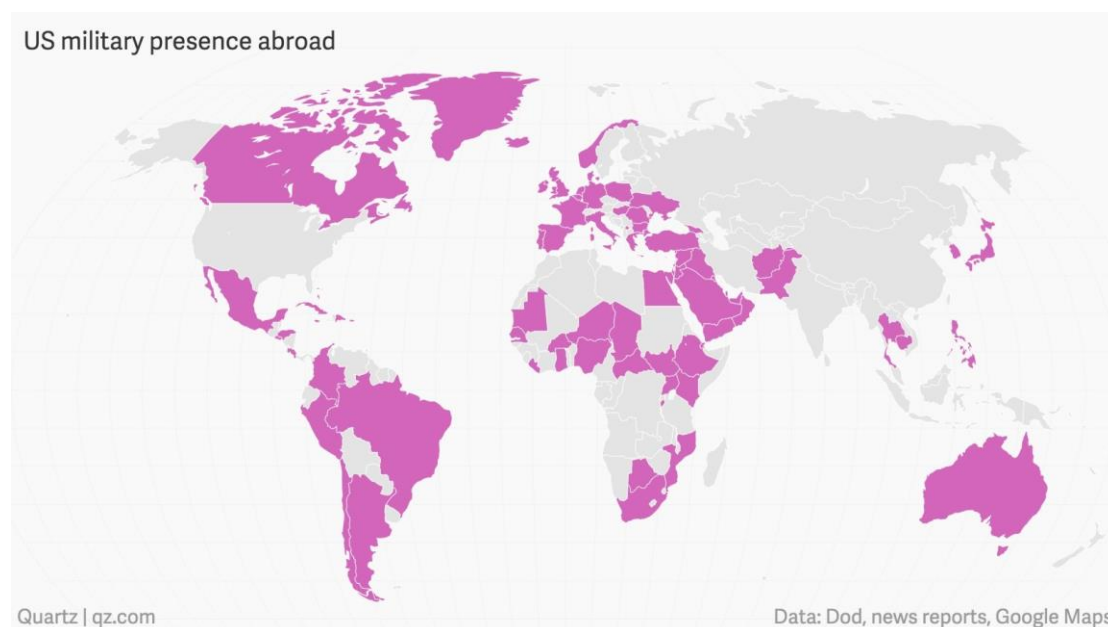 US military presence abroad
Quartz | qz.com
Data: Dod, news reports, Google Maps